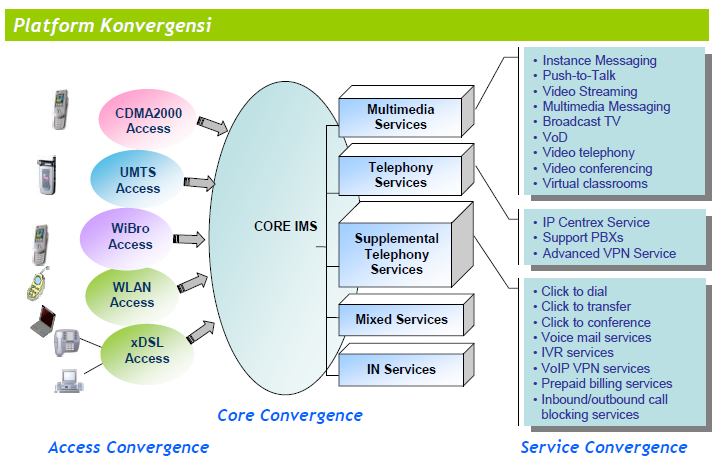 Platform Konvergensi
CDMA2000
Access
UMTS
Access
WiBro
Access
WLAN
Access
xDSL
Access
CORE IMS
Multimedia
Services
Telephony
Services
Supplemental
Telephony
Services
Mixed Services
IN Services
• Instance Messaging
• Push-to-Talk
• Video Streaming
• Multimedia Messaging
• Broadcast TV
• VoD
• Video telephony
• Video conferencing
• Virtual classrooms
• IP Centrex Service
• Support PBXs
• Advanced VPN Service
• Click to dial
• Click to transfer
• Click to conference
• Voice mail services
• IVR services
• VoIP VPN services
• Prepaid billing services
• Inbound/outbound call
blocking services
Core Convergence
Access Convergence
Service Convergence